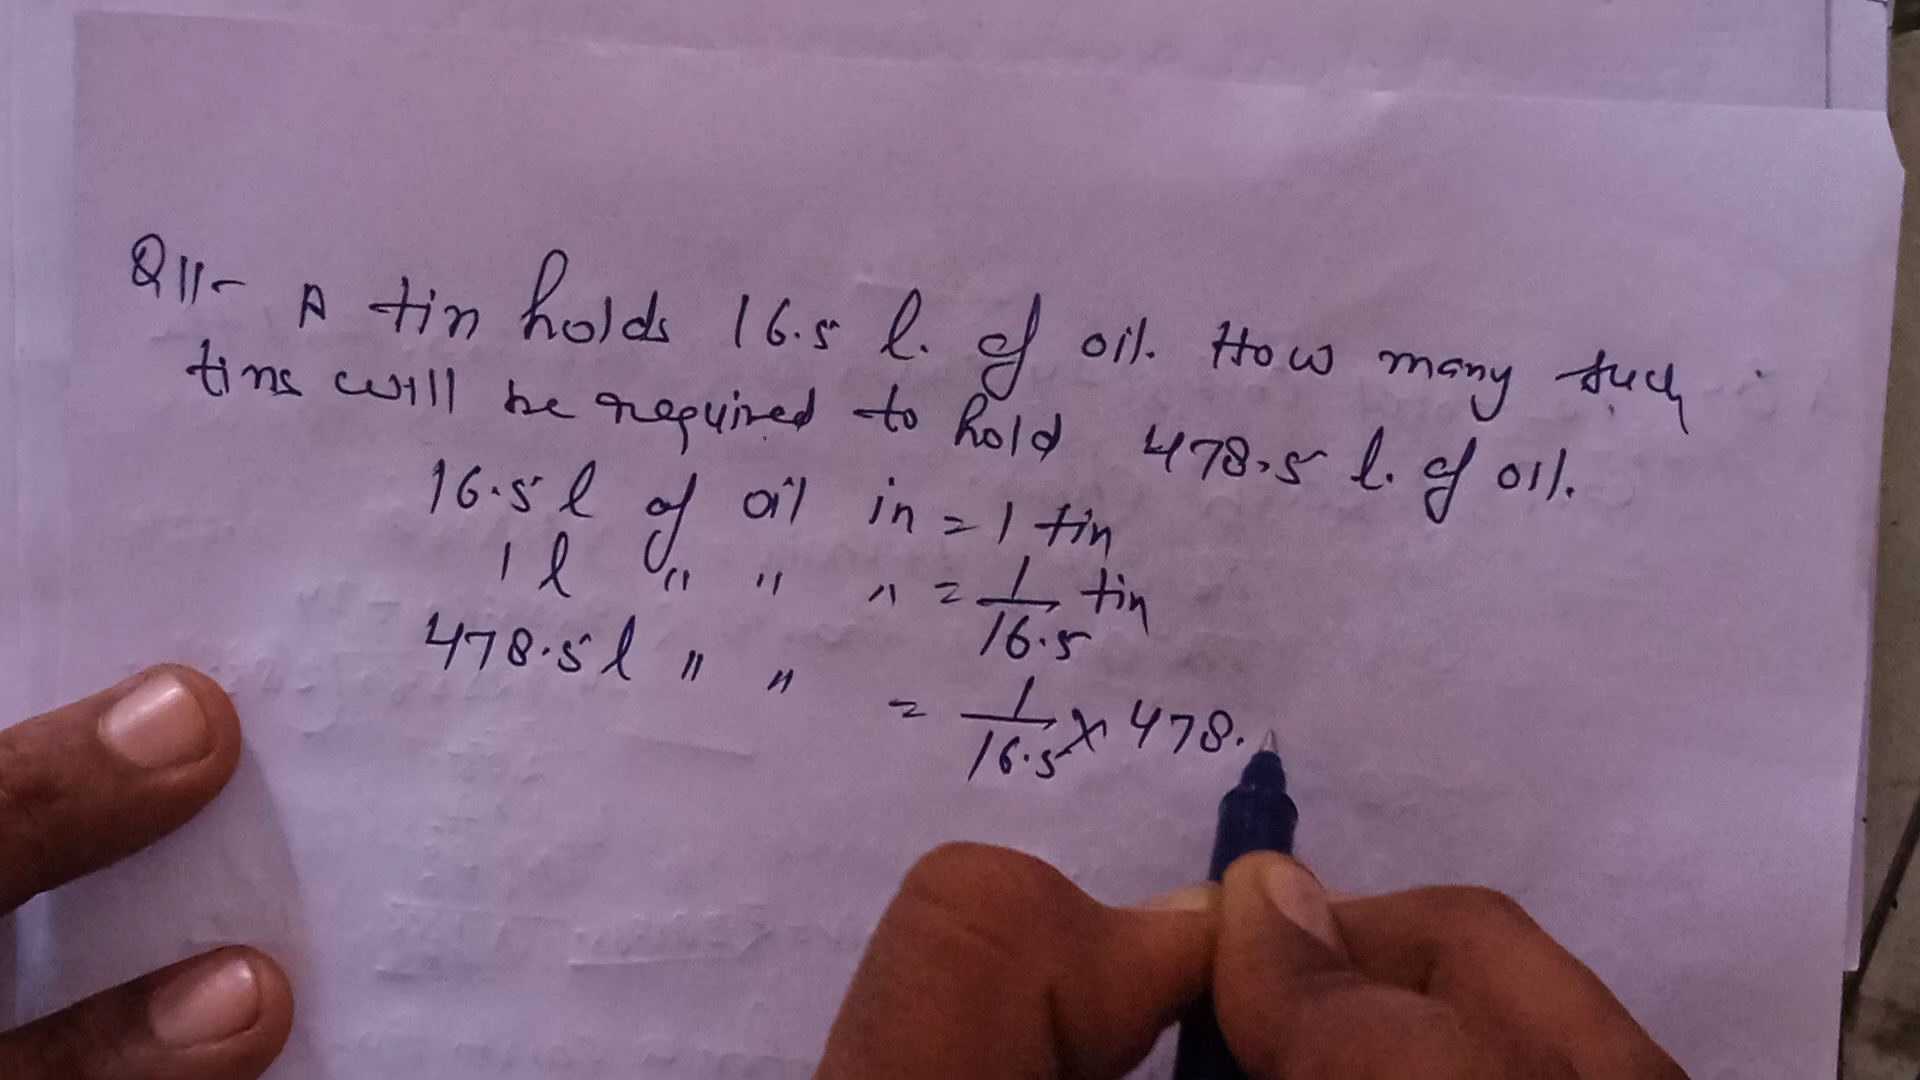 Q11- A tin holds 16.5 l. of oil. How many such
tins will be required to hold 478.5 l. of oil.
16.5 l of oil in = 1 tin
1 l " " " = 1/16.5 tin
478.5 l " "
= 1/16.5 × 478.